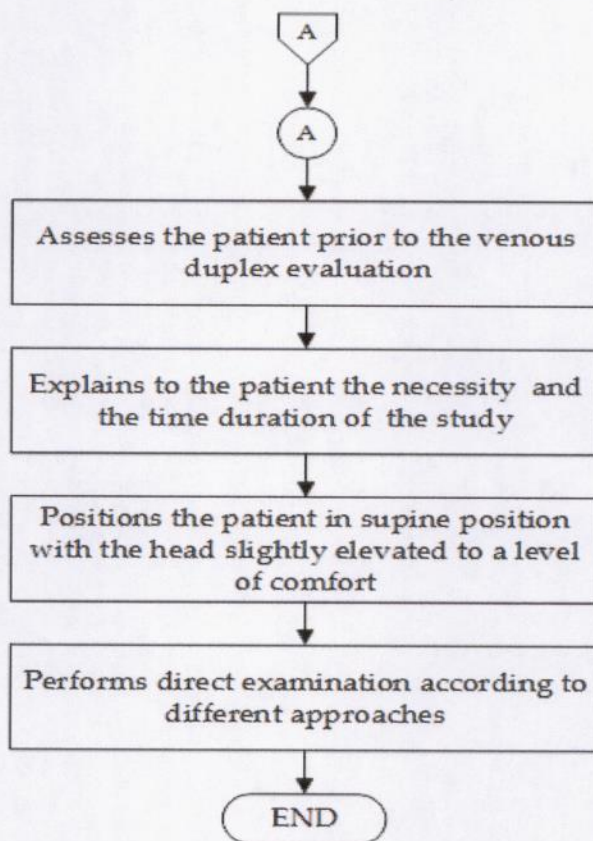 A
A
Assesses the patient prior to the venous
duplex evaluation
Explains to the patient the necessity and
the time duration of the study
Positions the patient in supine position
with the head slightly elevated to a level
of comfort
Performs direct examination according to
different approaches
END